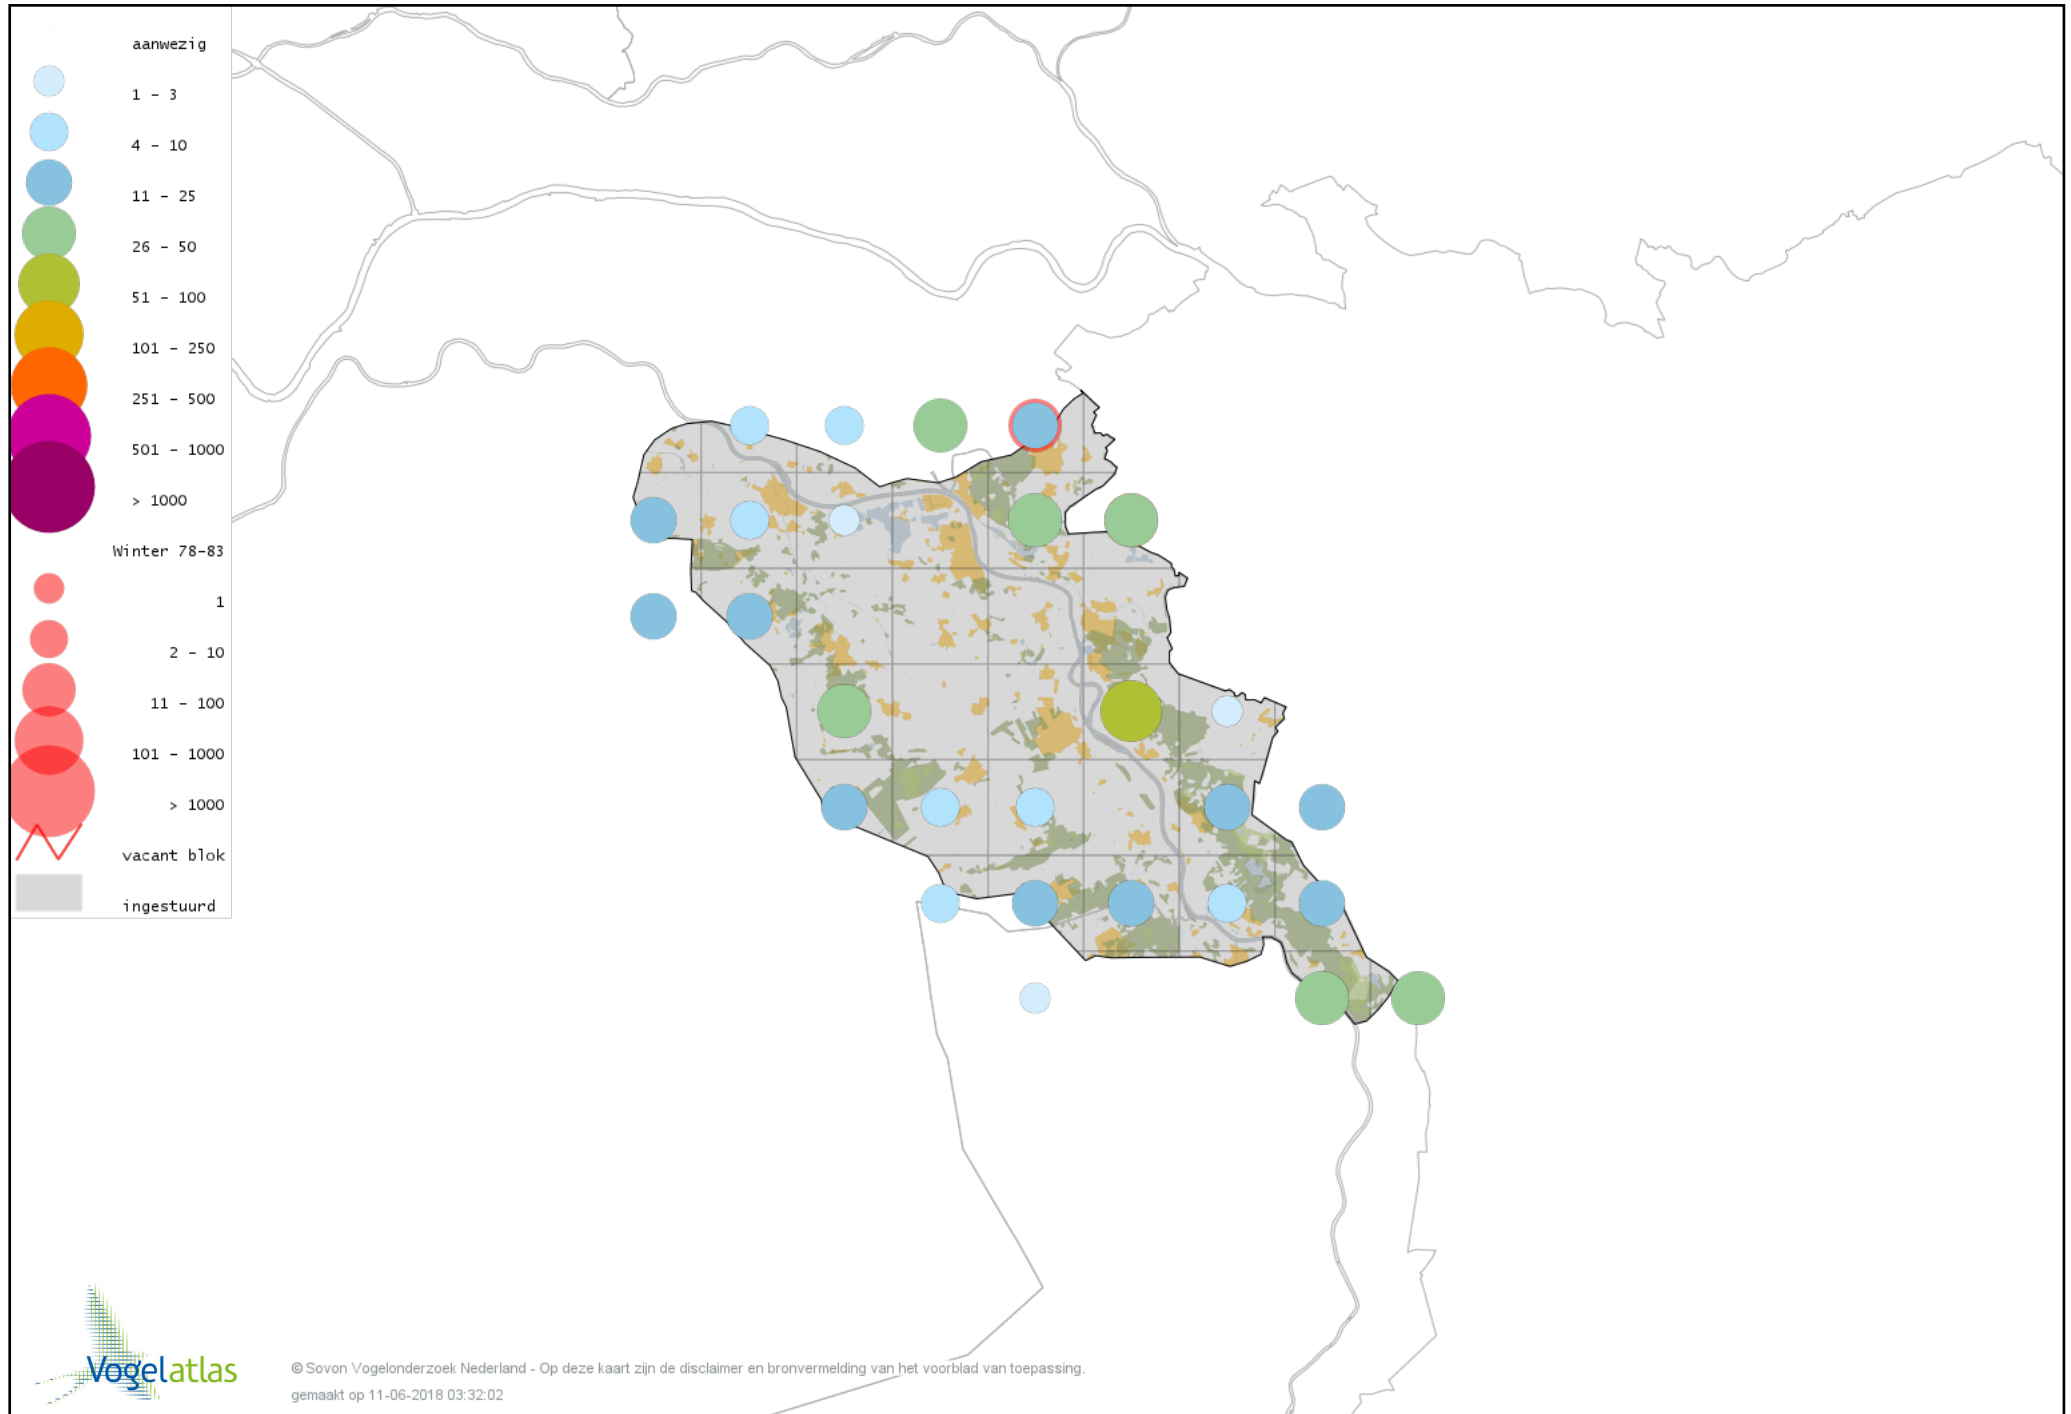 aanwezig
1 - 3
4 - 10
11 - 25
26 - 50
51 - 100
101 - 250
251 - 500
501 - 1000
> 1000
Winter 78-83
1
2 - 10
11 - 100
101 - 1000
> 1000
vacant blok
ingestuurd
Vogelatlas
© Sovon Vogelonderzoek Nederland - Op deze kaart zijn de disclaimer en bronvermelding van het voorblad van toepassing.
gemaakt op 11-06-2018 03:32:02